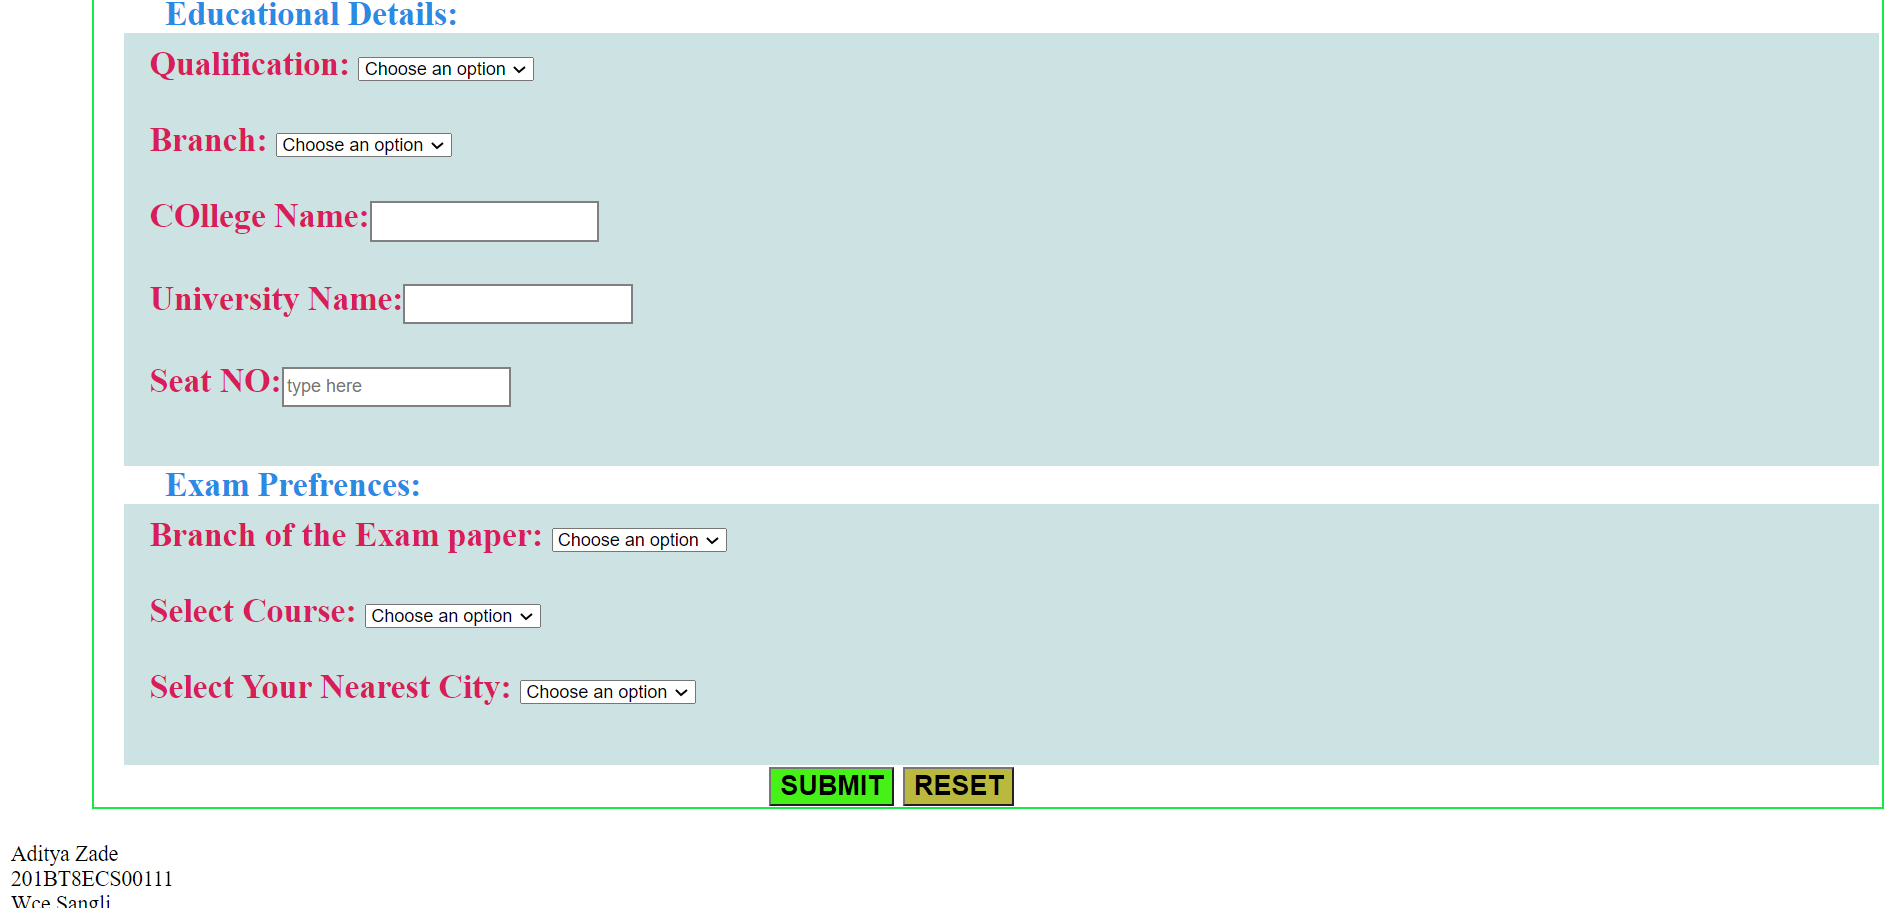 Educational Details:
Qualification: Choose an option
Branch: Choose an option
COllege Name:
University Name:
Seat NO: type here
Exam Prefrences:
Branch of the Exam paper: Choose an option
Select Course: Choose an option
Select Your Nearest City: Choose an option
SUBMIT RESET
Aditya Zade
201BT8ECS00111
Wce Sangli